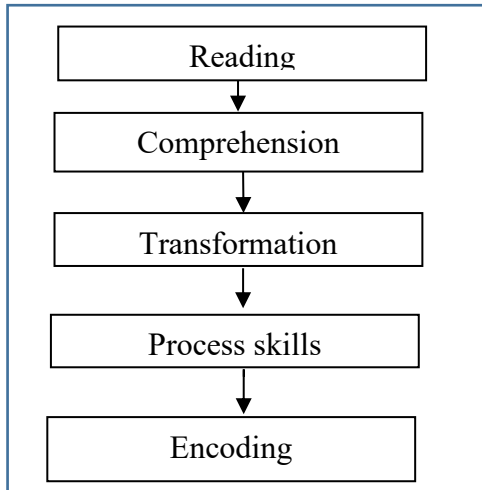 Reading
Comprehension
Transformation
Process skills
Encoding